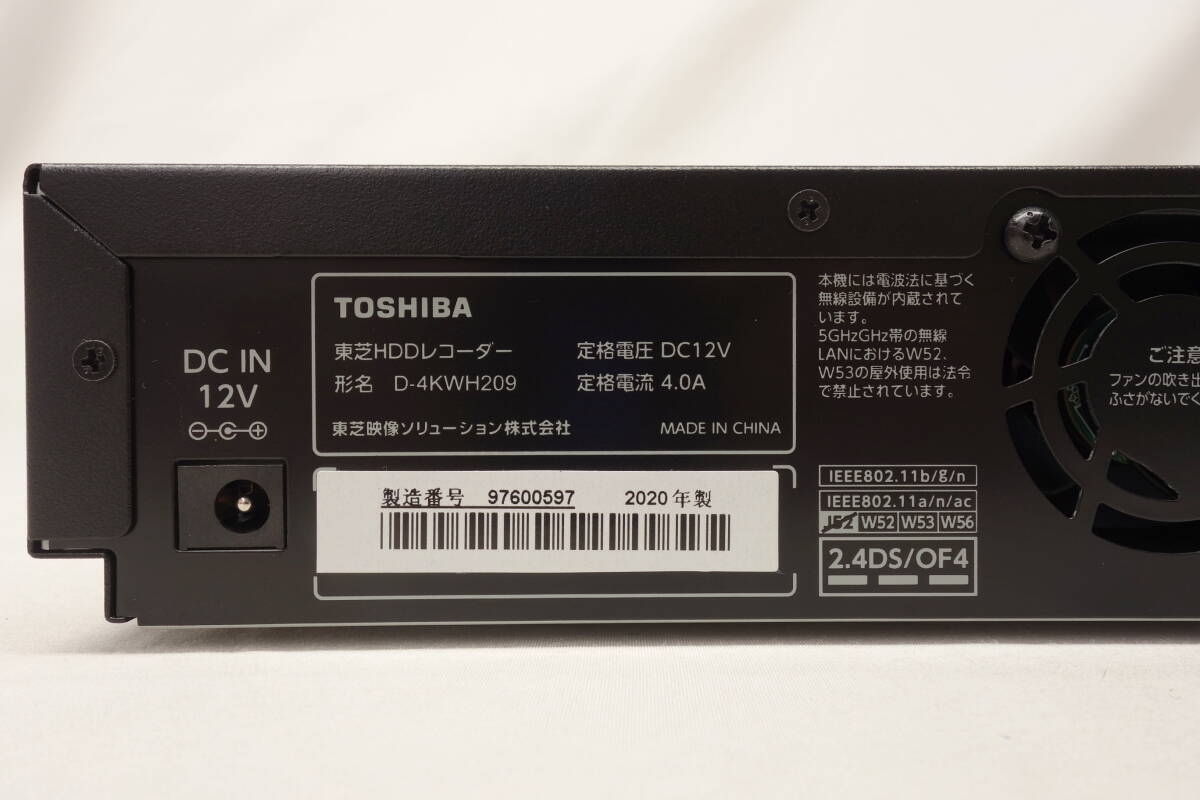 DC IN
12V
TOSHIBA
東芝HDDレコーダー 定格電圧 DC12V
形名 D-4KWH209 定格電流 4.0A
東芝映像ソリューション株式会社 MADE IN CHINA
製造番号 97600597 2020年製
本機には電波法に基づく
無線設備が内蔵されて
います。
5GHzGHz帯の無線
LANにおけるW52、
W53の屋外使用は法令
で禁止されています。
IEEE802.11b/g/n
IEEE802.11a/n/ac
J52 W52 W53 W56
2.4DS/OF4
ご注意
ファンの吹き出
ふさがないでく